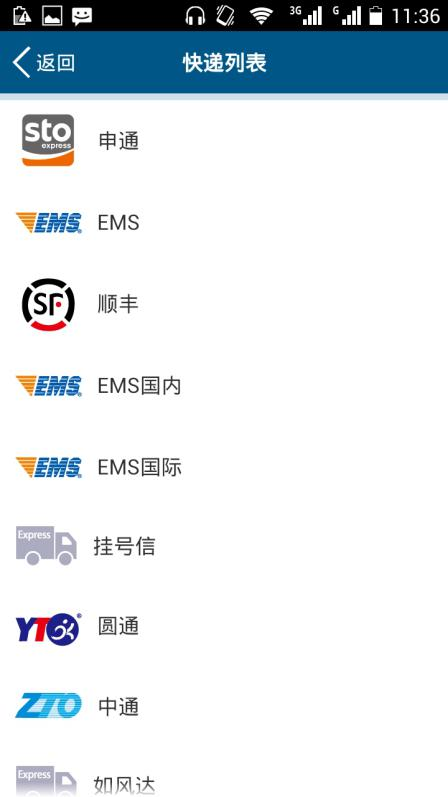 3G G 11:36
返回 快递列表
sto
express
申通
EMS EMS
SF 顺丰
EMS EMS国内
EMS EMS国际
Express 挂号信
YTO 圆通
ZTO 中通
Express 如风达